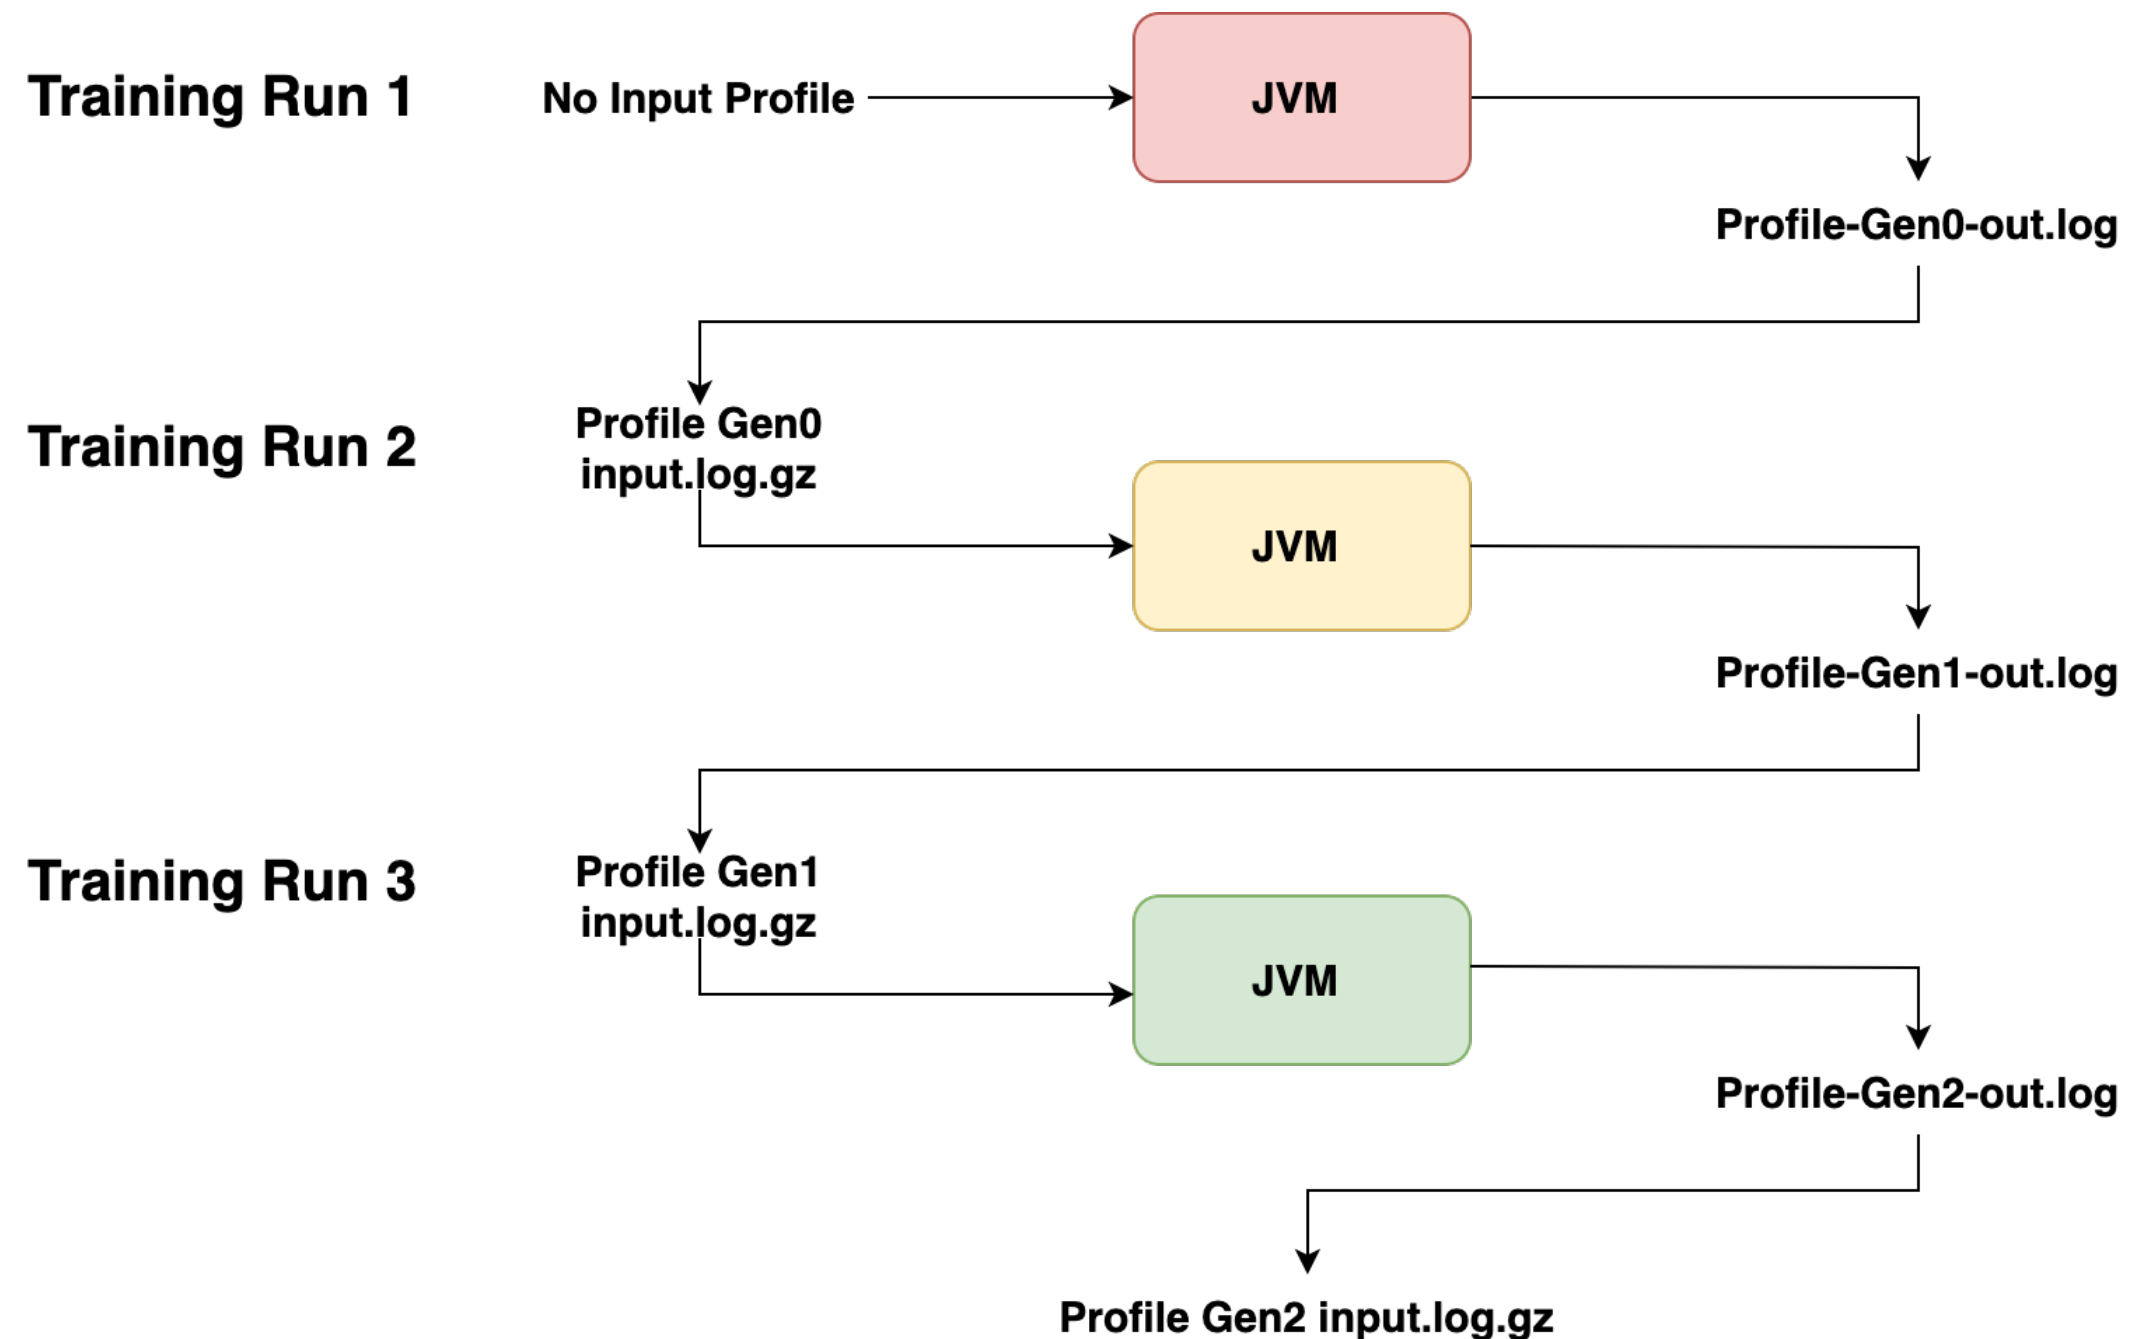 Training Run 1
No Input Profile
JVM
Profile-Gen0-out.log
Training Run 2
Profile Gen0
input.log.gz
JVM
Profile-Gen1-out.log
Training Run 3
Profile Gen1
input.log.gz
JVM
Profile-Gen2-out.log
Profile Gen2 input.log.gz